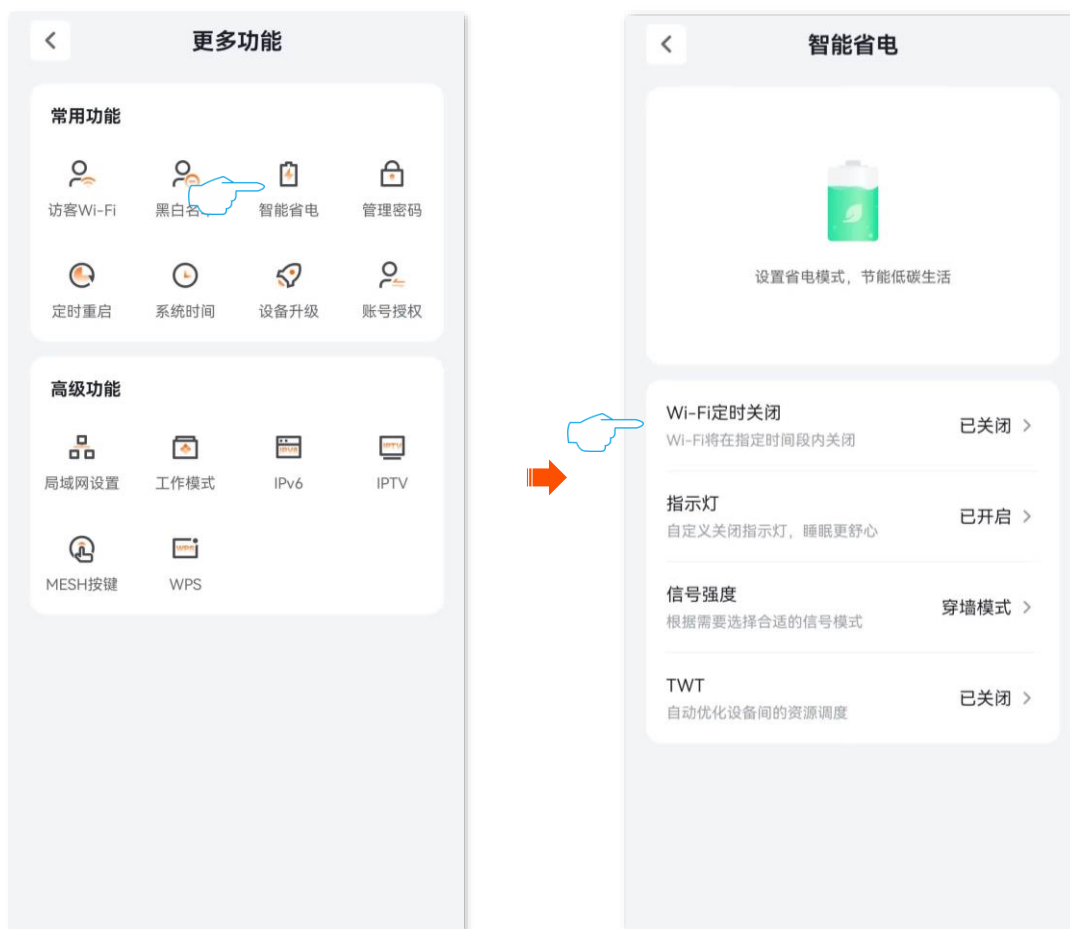 更多功能
常用功能
访客Wi-Fi
黑白名
智能省电
管理密码
定时重启
系统时间
设备升级
账号授权
高级功能
局域网设置
工作模式
IPv6
IPTV
MESH按键
WPS
智能省电
设置省电模式，节能低碳生活
Wi-Fi定时关闭
已关闭
Wi-Fi将在指定时间段内关闭
指示灯
已开启
自定义关闭指示灯，睡眠更舒心
信号强度
穿墙模式
根据需要选择合适的信号模式
TWT
已关闭
自动优化设备间的资源调度